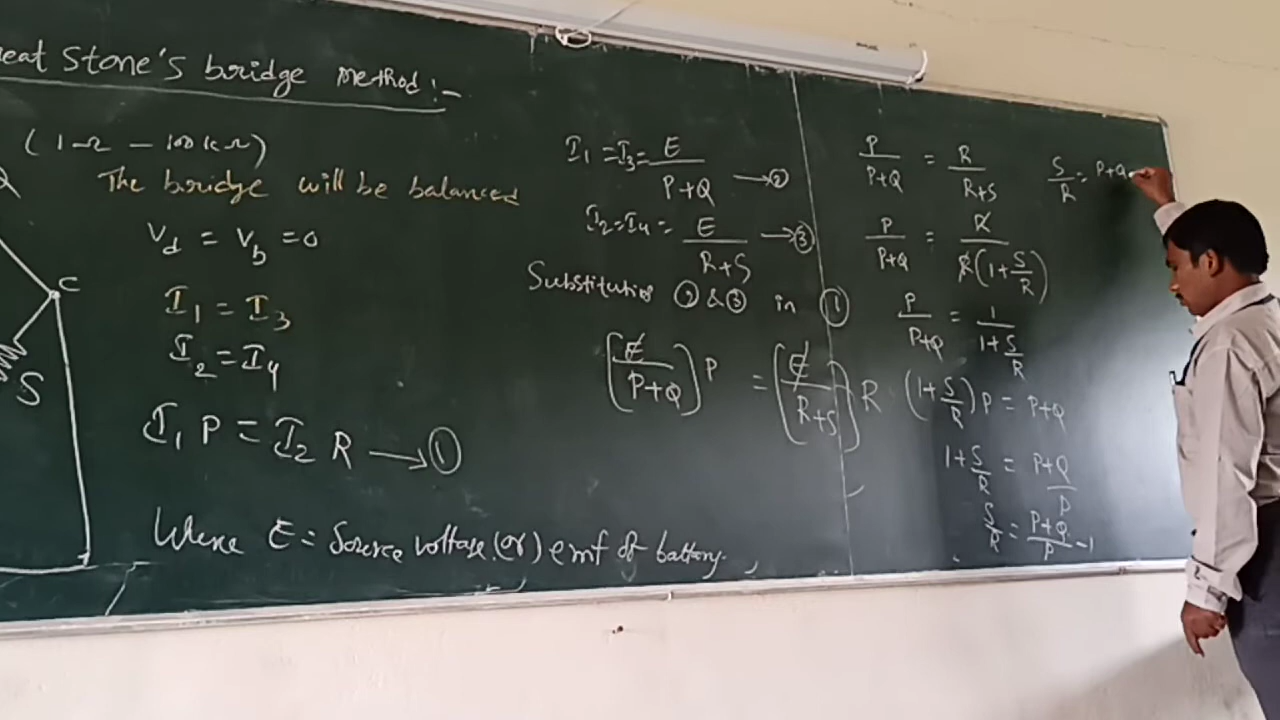 eat Stone's bridge method:-
(1Ω - 100kΩ)
The bridge will be balanced
Vd = Vb = 0
I1 = I3
I2 = I4
I1 P = I2 R → ①
Where E = Source voltage (or) emf of battery.
C
S
I1 = I3 = E/(P+Q) → ②
I2 = I4 = E/(R+S) → ③
Substituting ② & ③ in ①
(E/(P+Q)) P = (E/(R+S)) R
P/(P+Q) = R/(R+S)
P/(P+Q) = R/(R(1+S/R))
P/(P+Q) = 1/(1+S/R)
(1+S/R) P = P+Q
1+S/R = (P+Q)/P
S/R = (P+Q)/P - 1
S/R = P+Q-